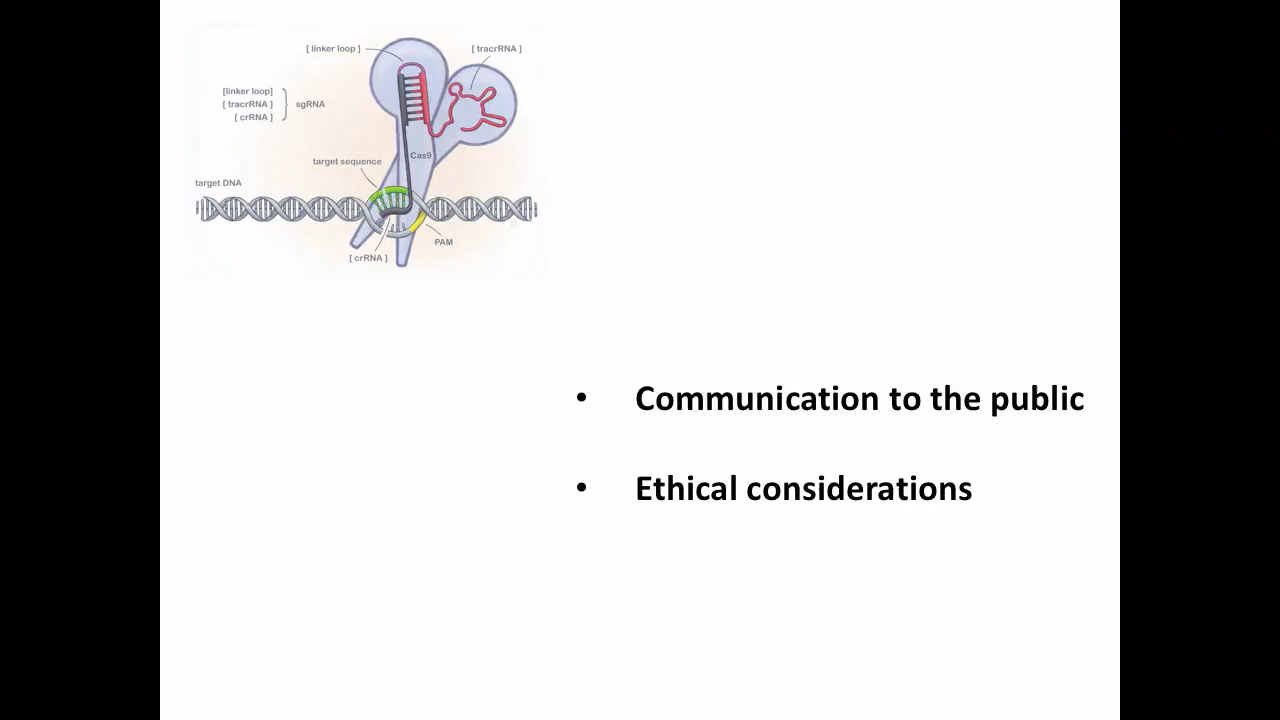 [ linker loop ]
[ tracrRNA ]
[linker loop]
[ tracrRNA ]
[ crRNA ]
sgRNA
Cas9
target sequence
target DNA
PAM
[ crRNA ]
• Communication to the public
• Ethical considerations